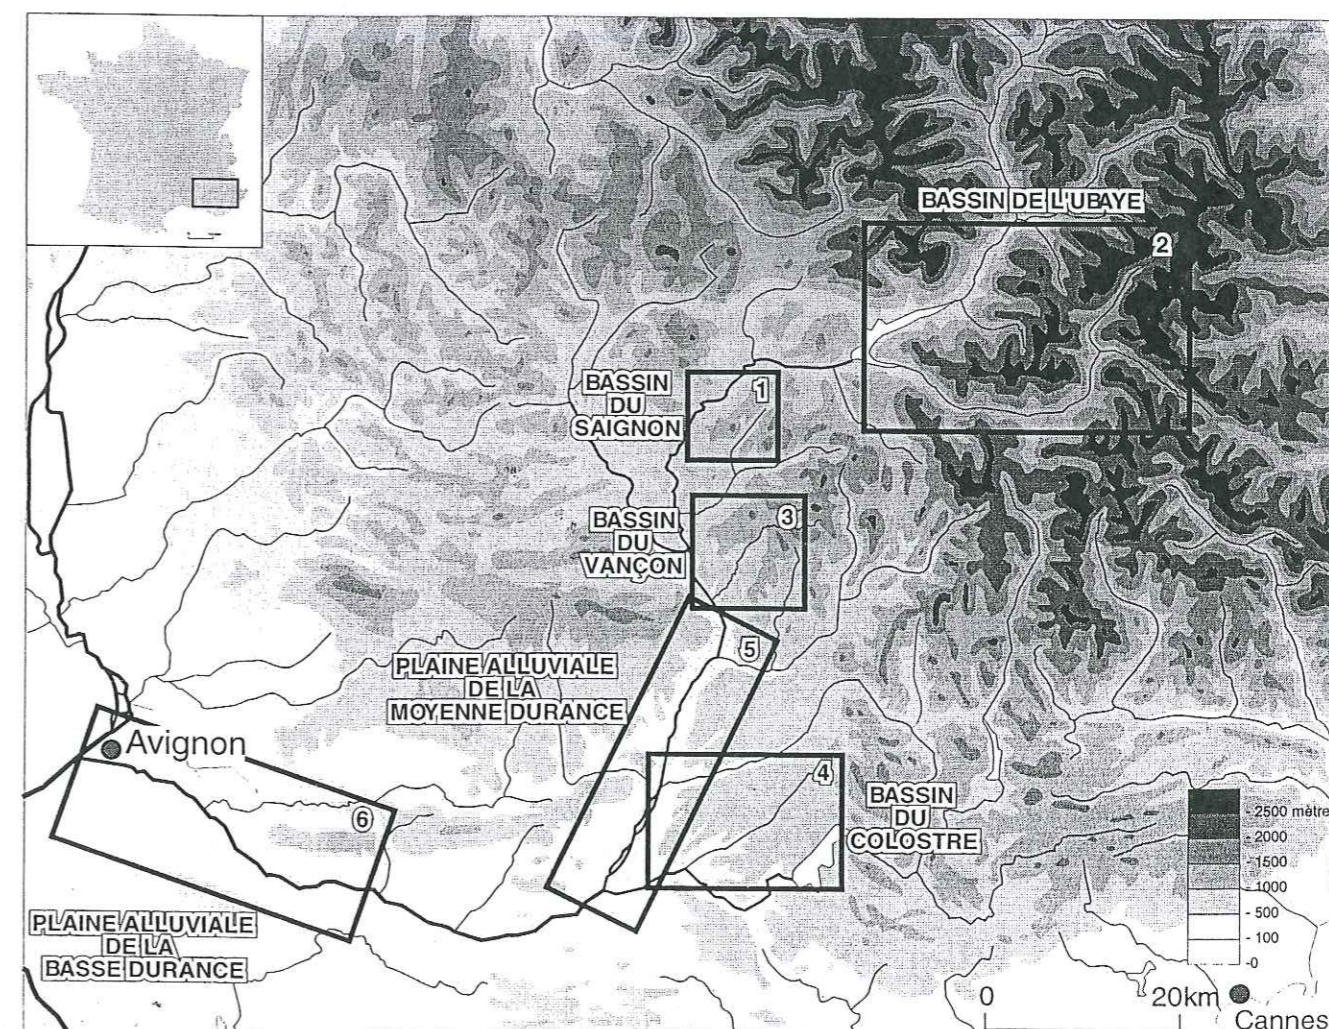 BASSIN DE L'UBAYE
2
BASSIN
DU
SAIGNON
1
BASSIN
DU
VANÇON
3
PLAINE ALLUVIALE
DE LA
MOYENNE DURANCE
5
Avignon
6
4
BASSIN
DU
COLOSTRE
PLAINE ALLUVIALE
DE LA
BASSE DURANCE
- 2500 mètre
- 2000
- 1500
- 1000
- 500
- 100
-0
0 20km
Cannes